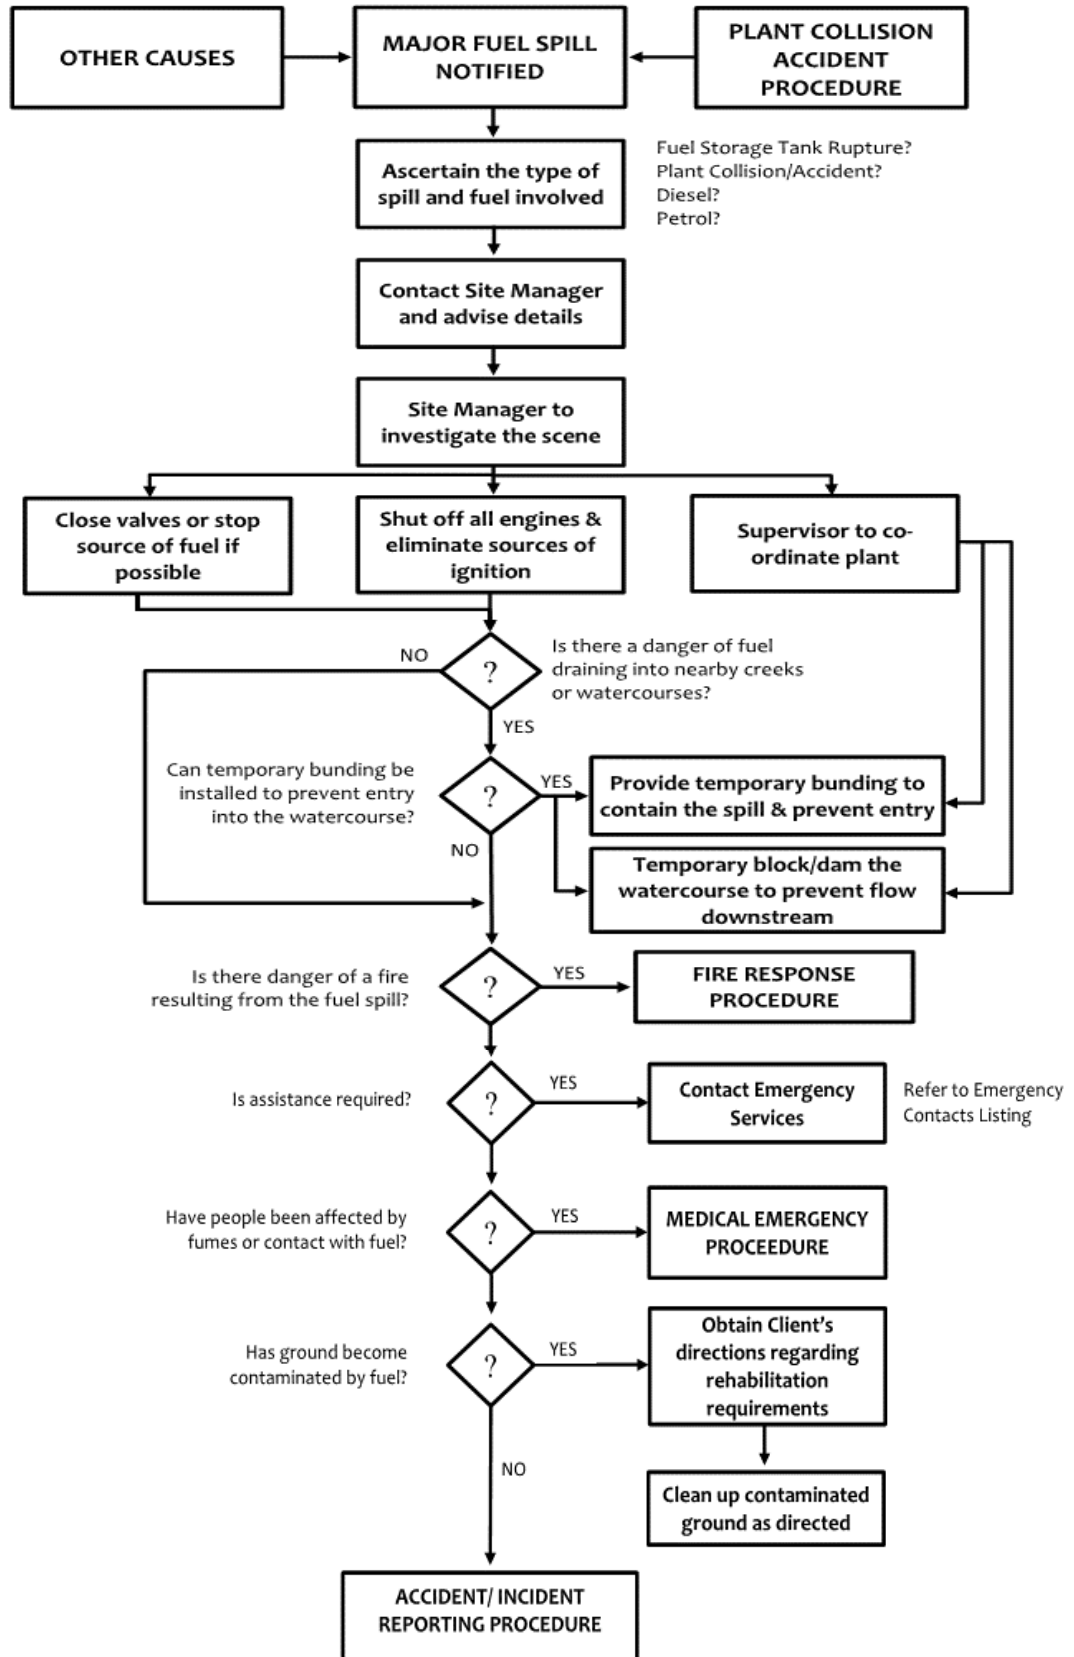 OTHER CAUSES
MAJOR FUEL SPILL
NOTIFIED
PLANT COLLISION
ACCIDENT
PROCEDURE
Ascertain the type of
spill and fuel involved
Fuel Storage Tank Rupture?
Plant Collision/Accident?
Diesel?
Petrol?
Contact Site Manager
and advise details
Site Manager to
investigate the scene
Close valves or stop
source of fuel if
possible
Shut off all engines &
eliminate sources of
ignition
Supervisor to co-
ordinate plant
NO
?
Is there a danger of fuel
draining into nearby creeks
or watercourses?
YES
Can temporary bunding be
installed to prevent entry
into the watercourse?
?
YES
Provide temporary bunding to
contain the spill & prevent entry
NO
Temporary block/dam the
watercourse to prevent flow
downstream
Is there danger of a fire
resulting from the fuel spill?
?
YES
FIRE RESPONSE
PROCEDURE
Is assistance required?
?
YES
Contact Emergency
Services
Refer to Emergency
Contacts Listing
Have people been affected by
fumes or contact with fuel?
?
YES
MEDICAL EMERGENCY
PROCEEDURE
Has ground become
contaminated by fuel?
?
YES
Obtain Client's
directions regarding
rehabilitation
requirements
NO
Clean up contaminated
ground as directed
ACCIDENT/ INCIDENT
REPORTING PROCEDURE